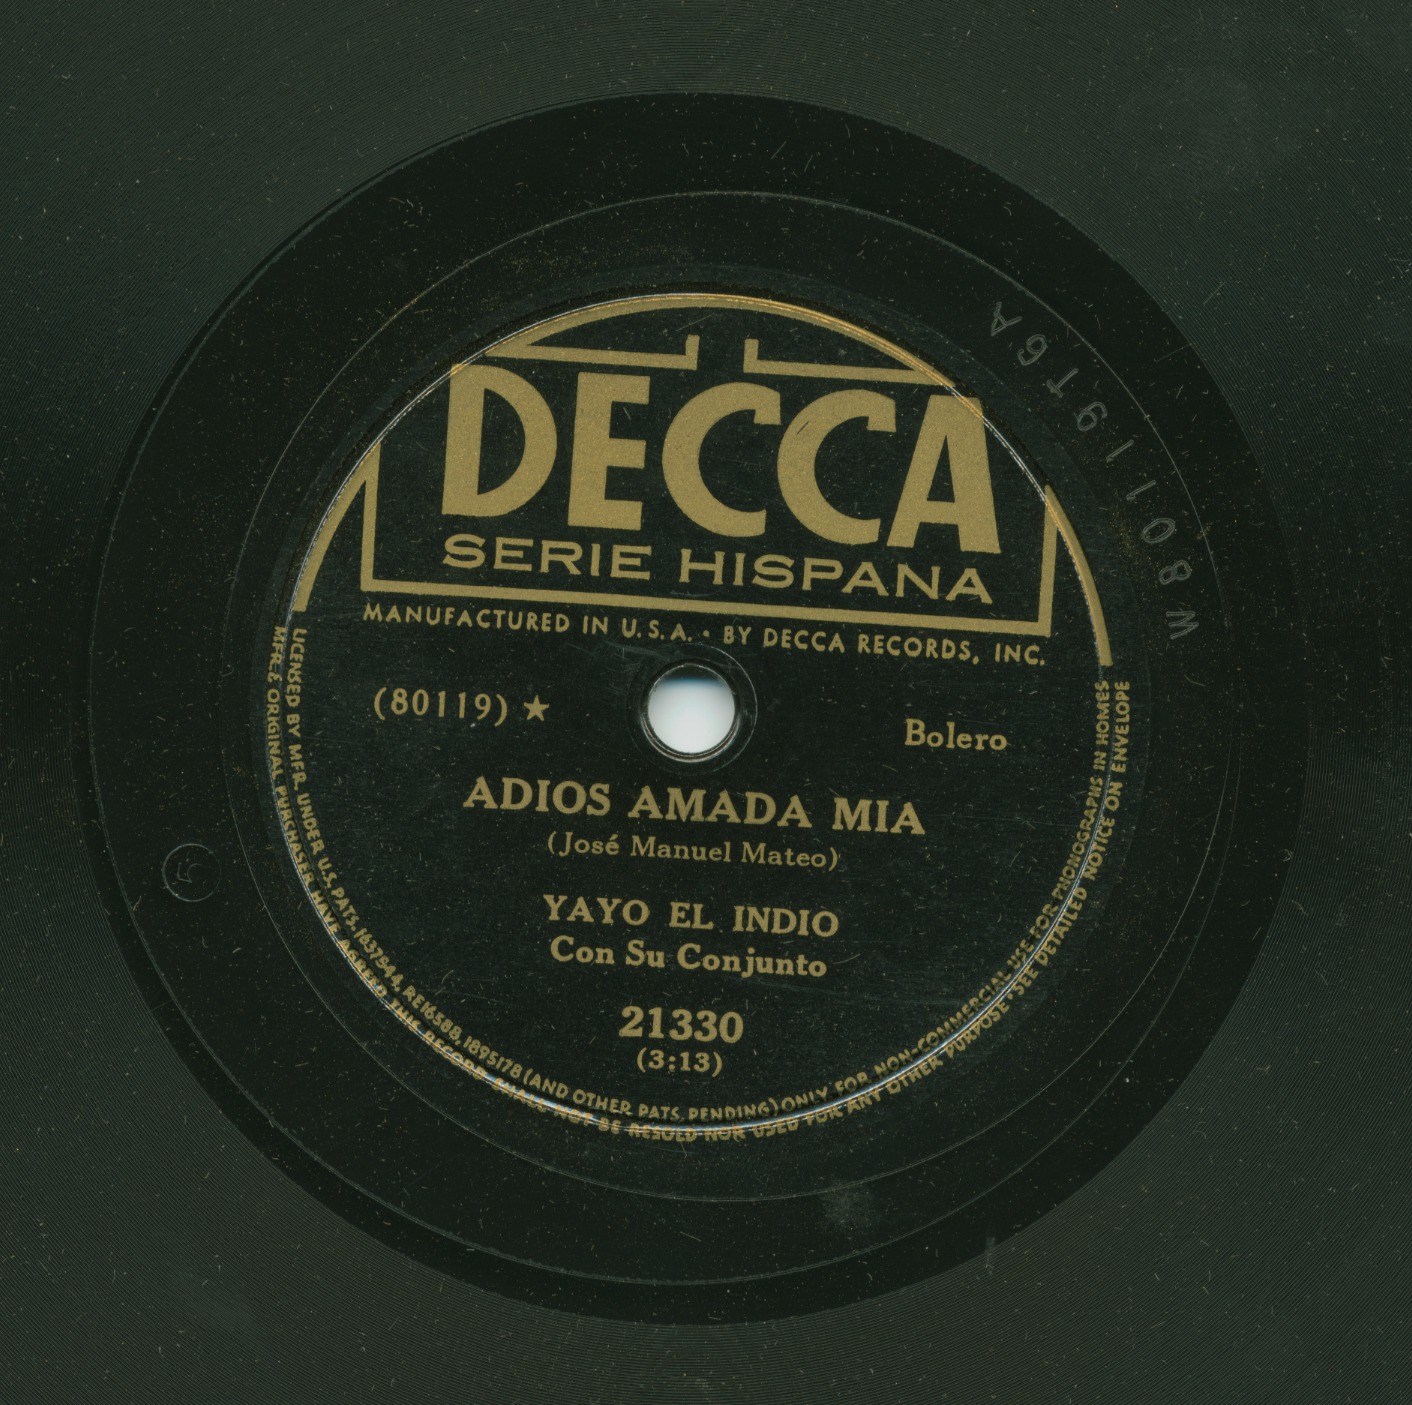 DECCA
SERIE HISPANA
MANUFACTURED IN U.S.A. • BY DECCA RECORDS, INC.
(80119) ★
Bolero
ADIOS AMADA MIA
(José Manuel Mateo)
YAYO EL INDIO
Con Su Conjunto
21330
(3:13)
LICENSED BY MFR. UNDER U.S. PATS. 1837944, RE16588, 1895178 (AND OTHER PATS. PENDING) ONLY FOR NON-COMMERCIAL USE FOR PHONOGRAPHS IN HOMES
MFR. & ORIGINAL PURCHASER HAVE AGREED THIS RECORD SHALL NOT BE RESOLD NOR USED FOR ANY OTHER PURPOSE • SEE DETAILED NOTICE ON ENVELOPE
W 80119